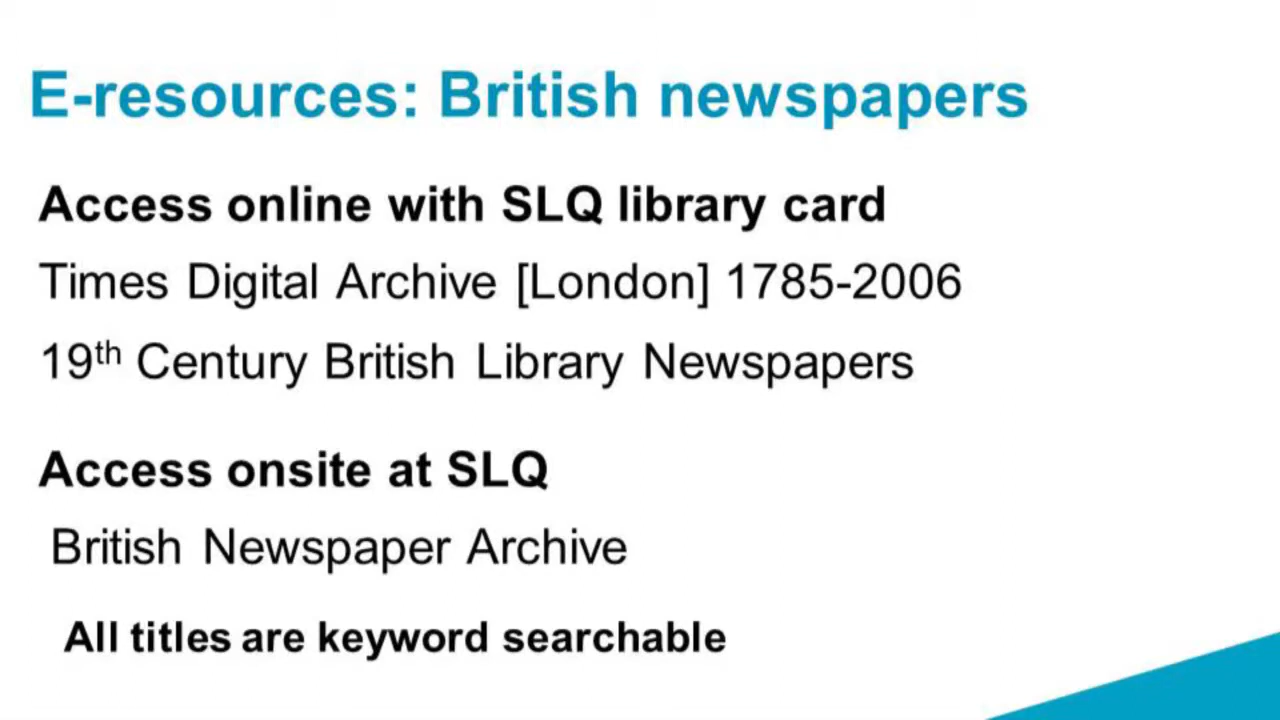 E-resources: British newspapers
Access online with SLQ library card
Times Digital Archive [London] 1785-2006
19th Century British Library Newspapers
Access onsite at SLQ
British Newspaper Archive
All titles are keyword searchable